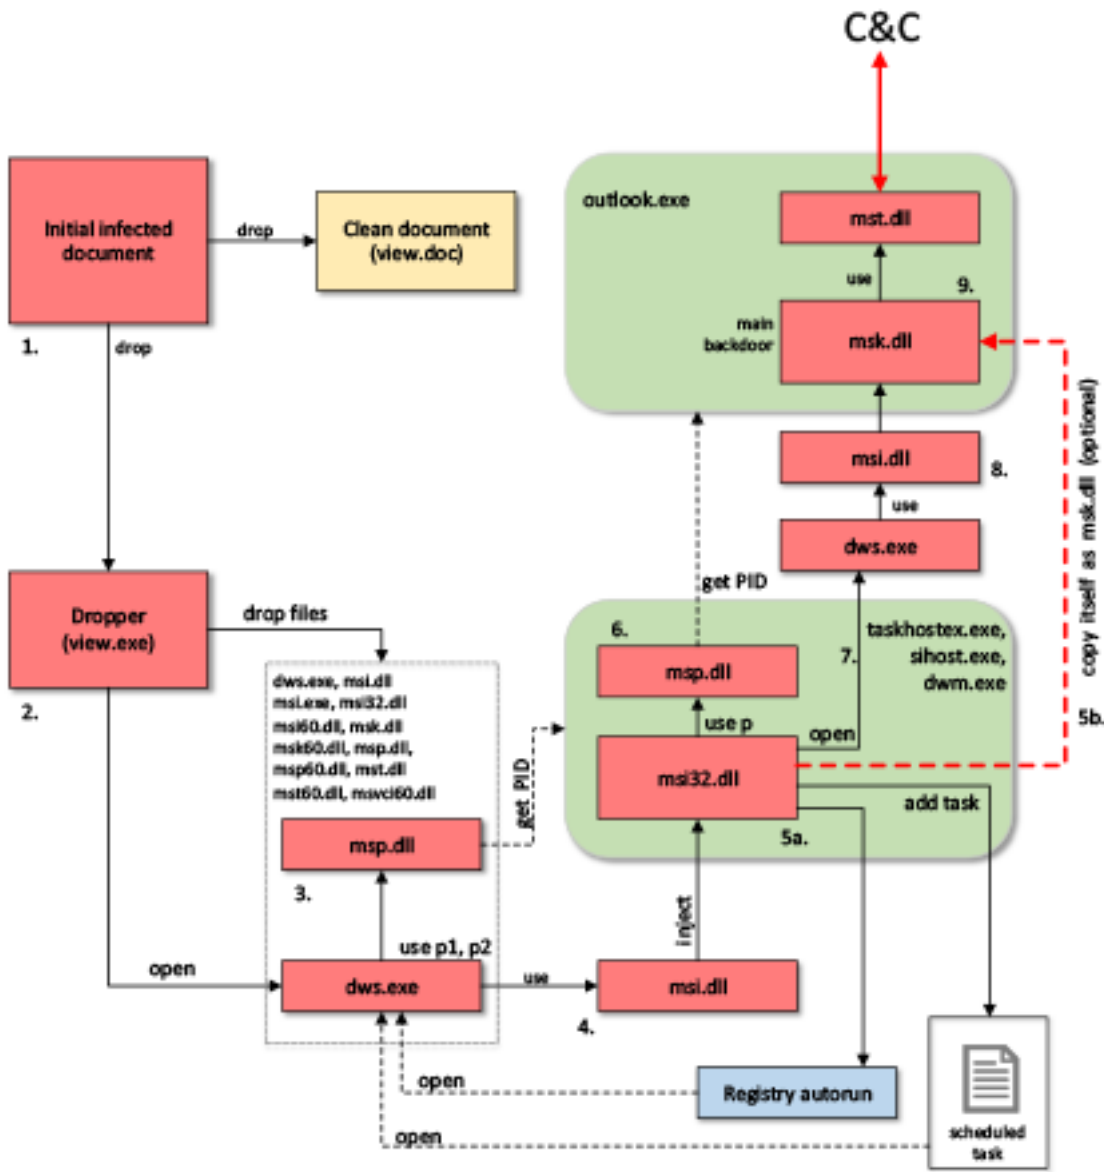 C&C
outlook.exe
mst.dll
use
9.
main
backdoor
msk.dll
Initial infected
document
drop
Clean document
(view.doc)
1.
drop
msi.dll
8.
use
dws.exe
copy itself as msk.dll (optional)
5b.
get PID
Dropper
(view.exe)
drop files
2.
dws.exe, msi.dll
msi.exe, msi32.dll
msi60.dll, msk.dll
msk60.dll, msp.dll,
msp60.dll, mst.dll
mst60.dll, msvci60.dll
6.
msp.dll
7.
taskhostex.exe,
sihost.exe,
dwm.exe
use p
open
msi32.dll
add task
5a.
get PID
msp.dll
3.
inject
use p1, p2
open
dws.exe
use
msi.dll
4.
open
Registry autorun
open
scheduled
task